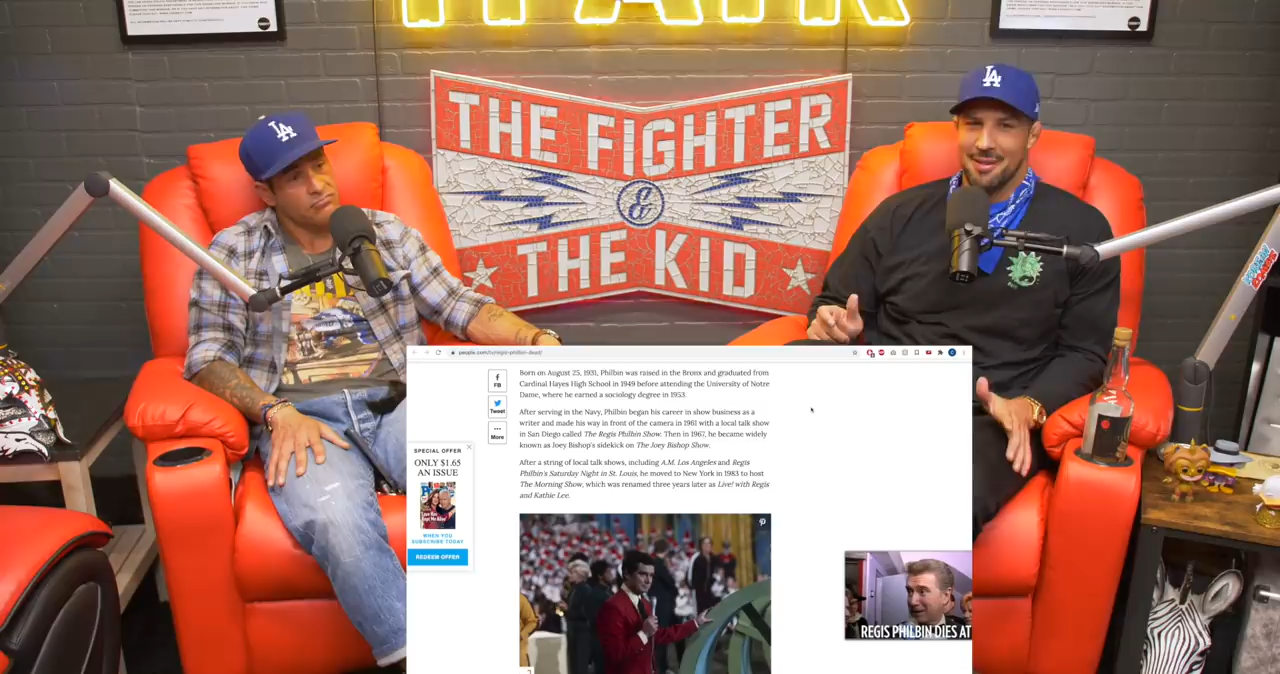 TFATK
LA
LA
THE FIGHTER
&
THE KID
people.com/tv/regis-philbin-dead/
Born on August 25, 1931, Philbin was raised in the Bronx and graduated from
Cardinal Hayes High School in 1949 before attending the University of Notre
Dame, where he earned a sociology degree in 1953.
After serving in the Navy, Philbin began his career in show business as a
writer and made his way in front of the camera in 1961 with a local talk show
in San Diego called The Regis Philbin Show. Then in 1967, he became widely
known as Joey Bishop's sidekick on The Joey Bishop Show.
After a string of local talk shows, including A.M. Los Angeles and Regis
Philbin's Saturday Night in St. Louis, he moved to New York in 1983 to host
The Morning Show, which was renamed three years later as Live! with Regis
and Kathie Lee.
FB
Tweet
More
SPECIAL OFFER
ONLY $1.65
AN ISSUE
WHEN YOU
SUBSCRIBE TODAY
REDEEM OFFER
REGIS PHILBIN DIES AT